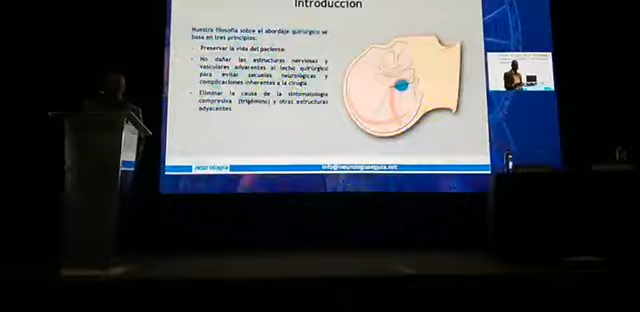 Introducción
Nuestra filosofía sobre el abordaje quirúrgico se
basa en tres principios:
- Preservar la vida del paciente.
- No dañar las estructuras nerviosas y
vasculares adyacentes al lecho quirúrgico
para evitar secuelas neurológicas y
complicaciones inherentes a la cirugía.
- Eliminar la causa de la sintomatología
compresiva (trigémino) y otras estructuras
adyacentes
neurología
info@neurologiasegura.net